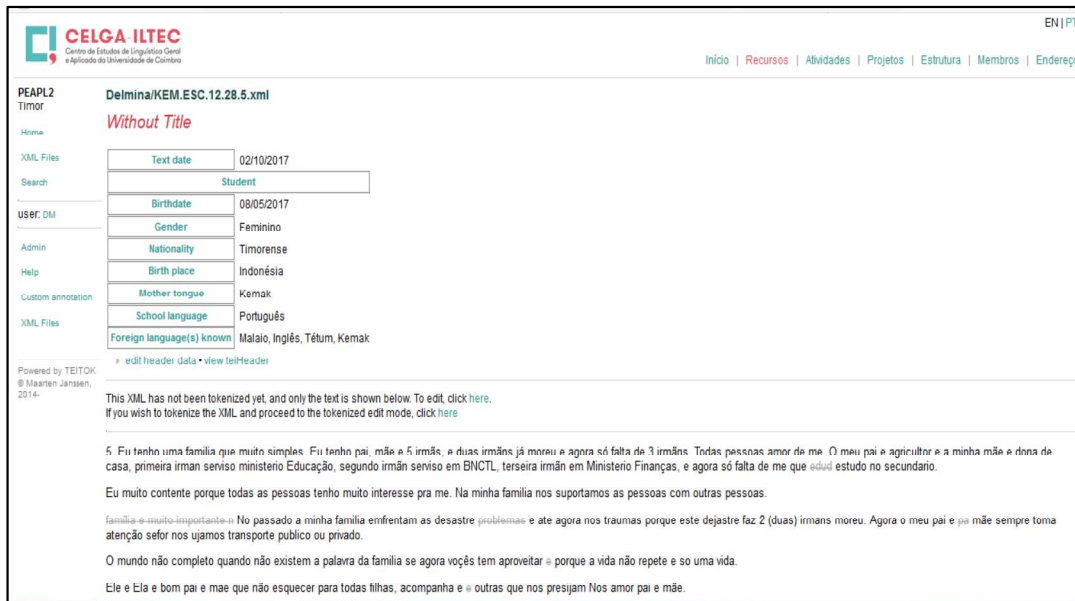 EN | PT
CELGA-ILTEC
Centro de Estudos de Linguística Geral
e Aplicada da Universidade de Coimbra
Início | Recursos | Atividades | Projetos | Estrutura | Membros | Endereço
PEAPL2
Timor
Home
XML Files
Search
user: DM
Admin
Help
Custom annotation
XML Files
Powered by TEITOK
© Maarten Janssen,
2014-
Delmina/KEM.ESC.12.28.5.xml
Without Title
Text date 02/10/2017
Student
Birthdate 08/05/2017
Gender Feminino
Nationality Timorense
Birth place Indonésia
Mother tongue Kemak
School language Português
Foreign language(s) known Malaio, Inglês, Tétum, Kemak
edit header data • view teiHeader
This XML has not been tokenized yet, and only the text is shown below. To edit, click here.
If you wish to tokenize the XML and proceed to the tokenized edit mode, click here
5. Eu tenho uma familia que muito simples. Eu tenho pai, mãe e 5 irmãs, e duas irmãns já moreu e agora só falta de 3 irmãns. Todas pessoas amor de me. O meu pai e agricultor e a minha mãe e dona de
casa, primeira irman serviso ministerio Educação, segundo irmãn serviso em BNCTL, terseira irmãn em Ministerio Finanças, e agora só falta de me que edud estudo no secundario.
Eu muito contente porque todas as pessoas tenho muito interesse pra me. Na minha familia nos suportamos as pessoas com outras pessoas.
família e muito importante n No passado a minha familia emfrentam as desastre problemas e ate agora nos traumas porque este dejastre faz 2 (duas) irmans moreu. Agora o meu pai e pa mãe sempre toma
atenção sefor nos ujamos transporte publico ou privado.
O mundo não completo quando não existem a palavra da familia se agora voçês tem aproveitar e porque a vida não repete e so uma vida.
Ele e Ela e bom pai e mae que não esquecer para todas filhas, acompanha e e outras que nos presijam Nos amor pai e mãe.